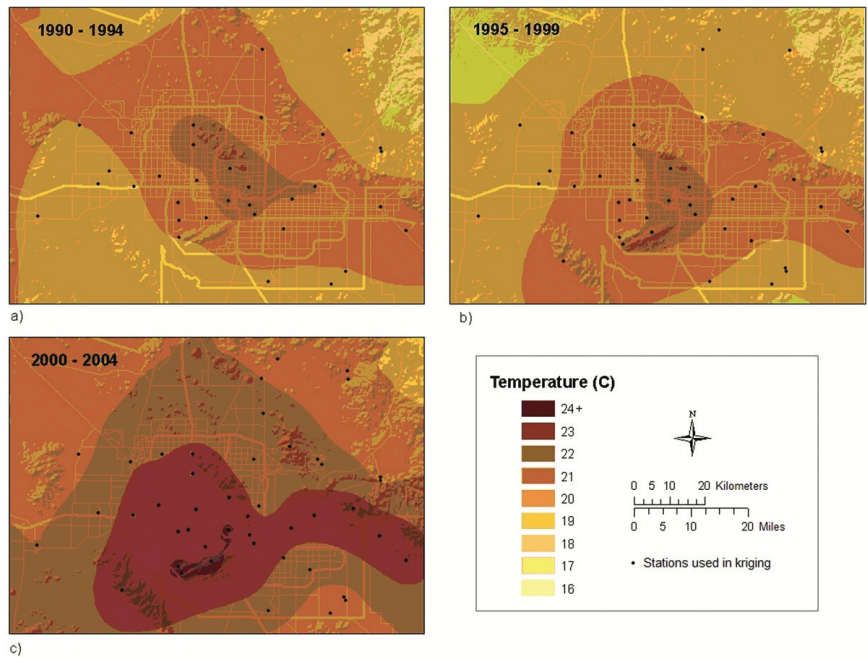 1990 - 1994
1995 - 1999
a)
b)
2000 - 2004
c)
Temperature (C)
24+
23
22
21
20
19
18
17
16
N
0 5 10 20 Kilometers
0 5 10 20 Miles
Stations used in kriging